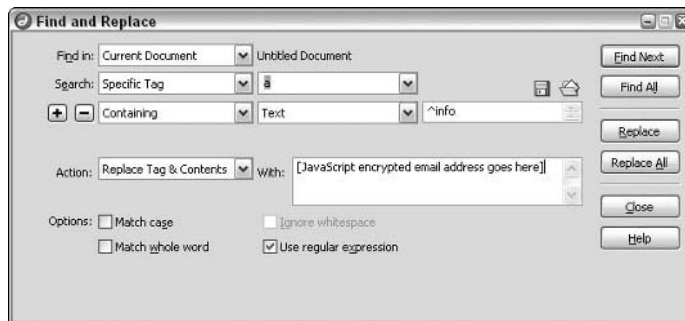 Find and Replace
Find in: Current Document Untitled Document Find Next
Search: Specific Tag a Find All
Containing Text ^info
Replace
Action: Replace Tag & Contents With: [JavaScript encrypted email address goes here] Replace All
Options: Match case Ignore whitespace Close
Match whole word Use regular expression Help